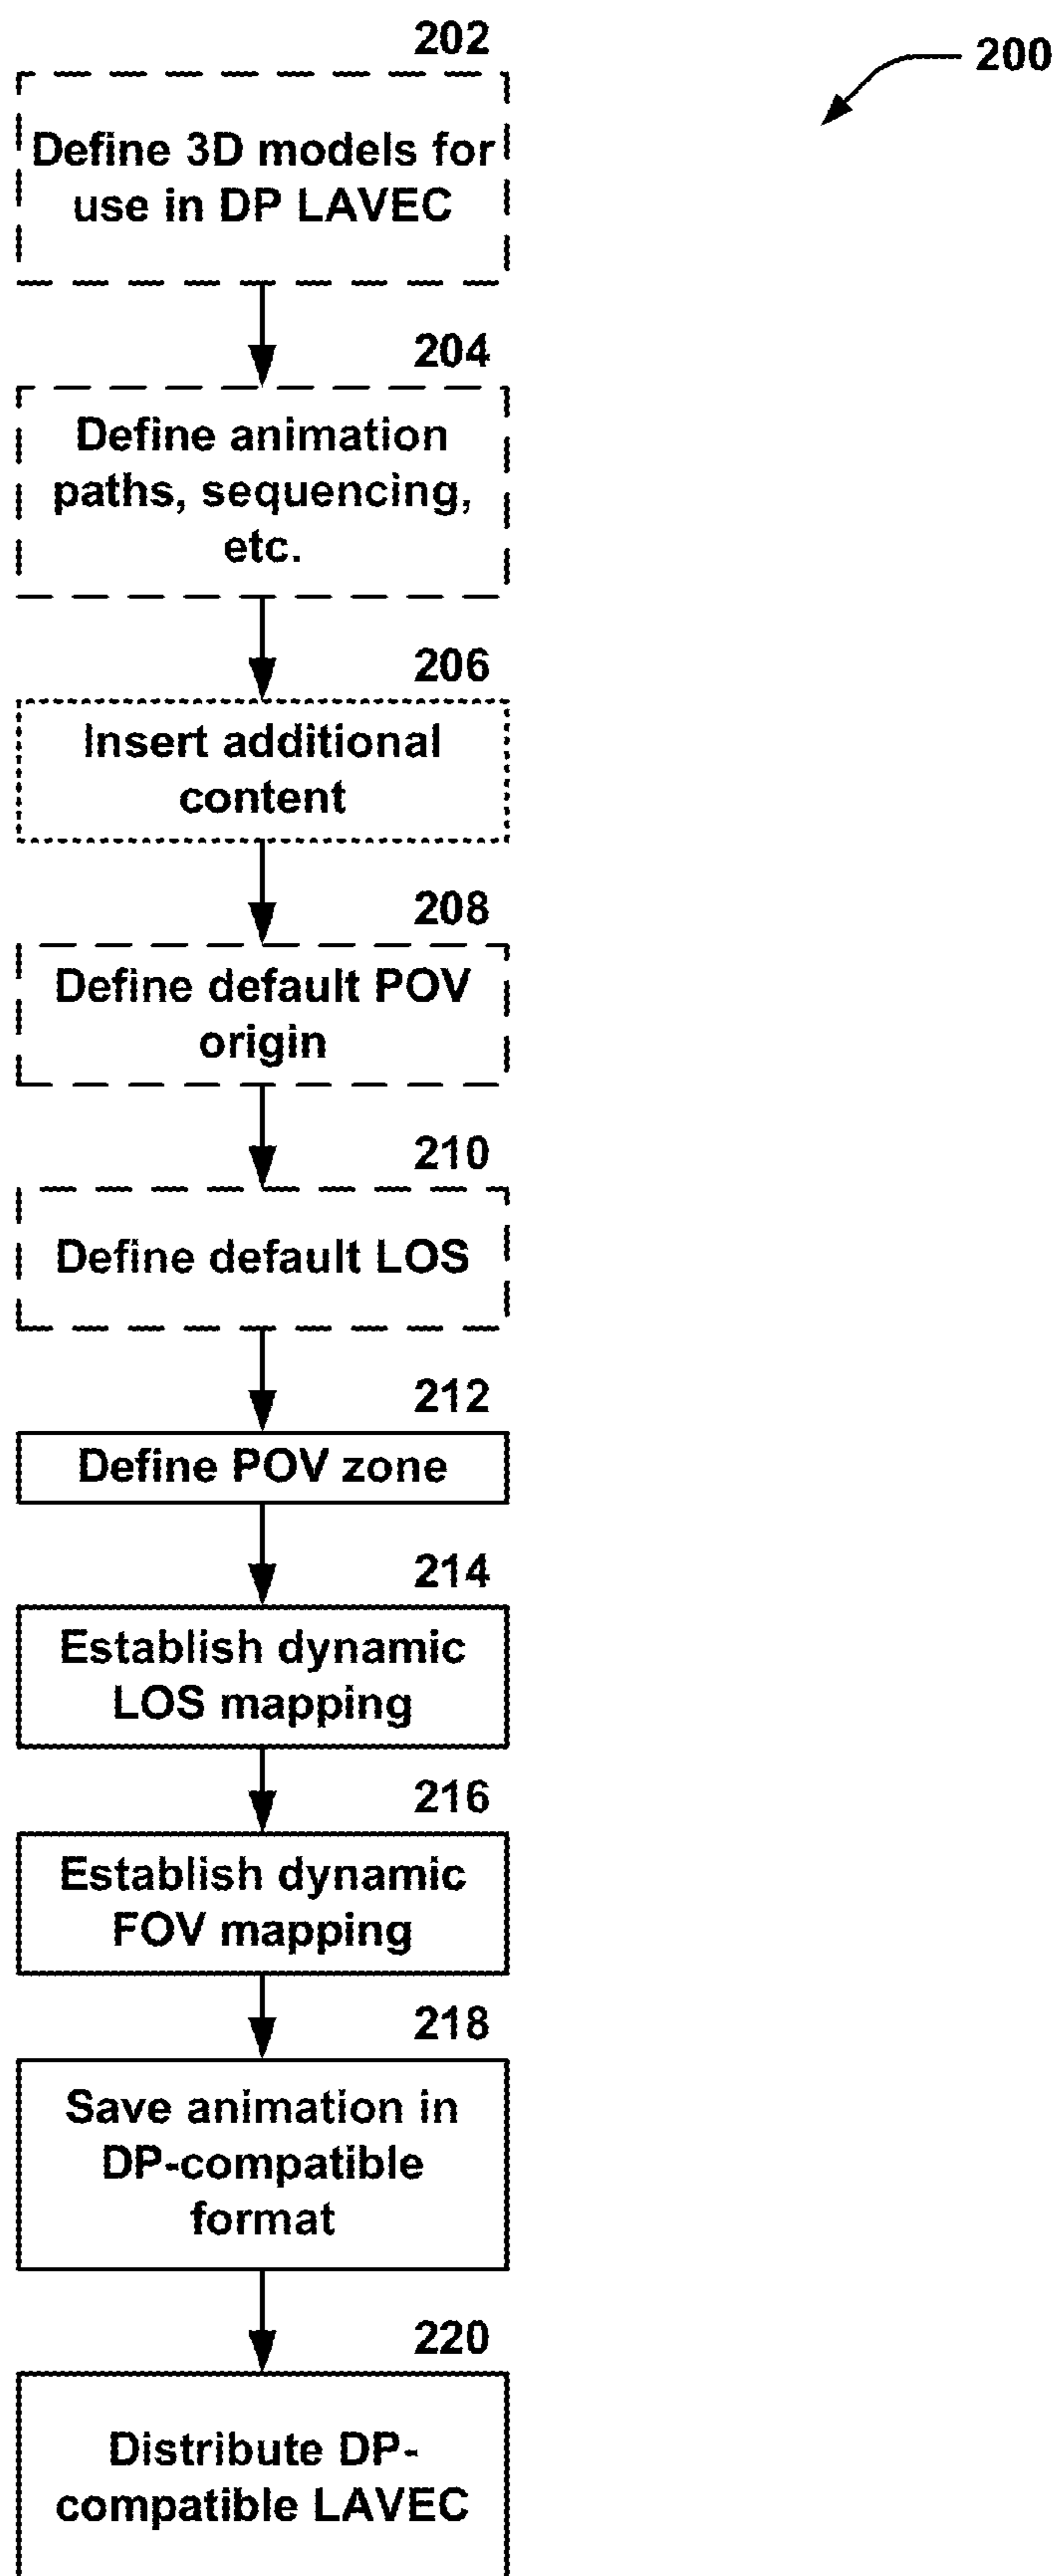 202
200
Define 3D models for
use in DP LAVEC
204
Define animation
paths, sequencing,
etc.
206
Insert additional
content
208
Define default POV
origin
210
Define default LOS
212
Define POV zone
214
Establish dynamic
LOS mapping
216
Establish dynamic
FOV mapping
218
Save animation in
DP-compatible
format
220
Distribute DP-
compatible LAVEC